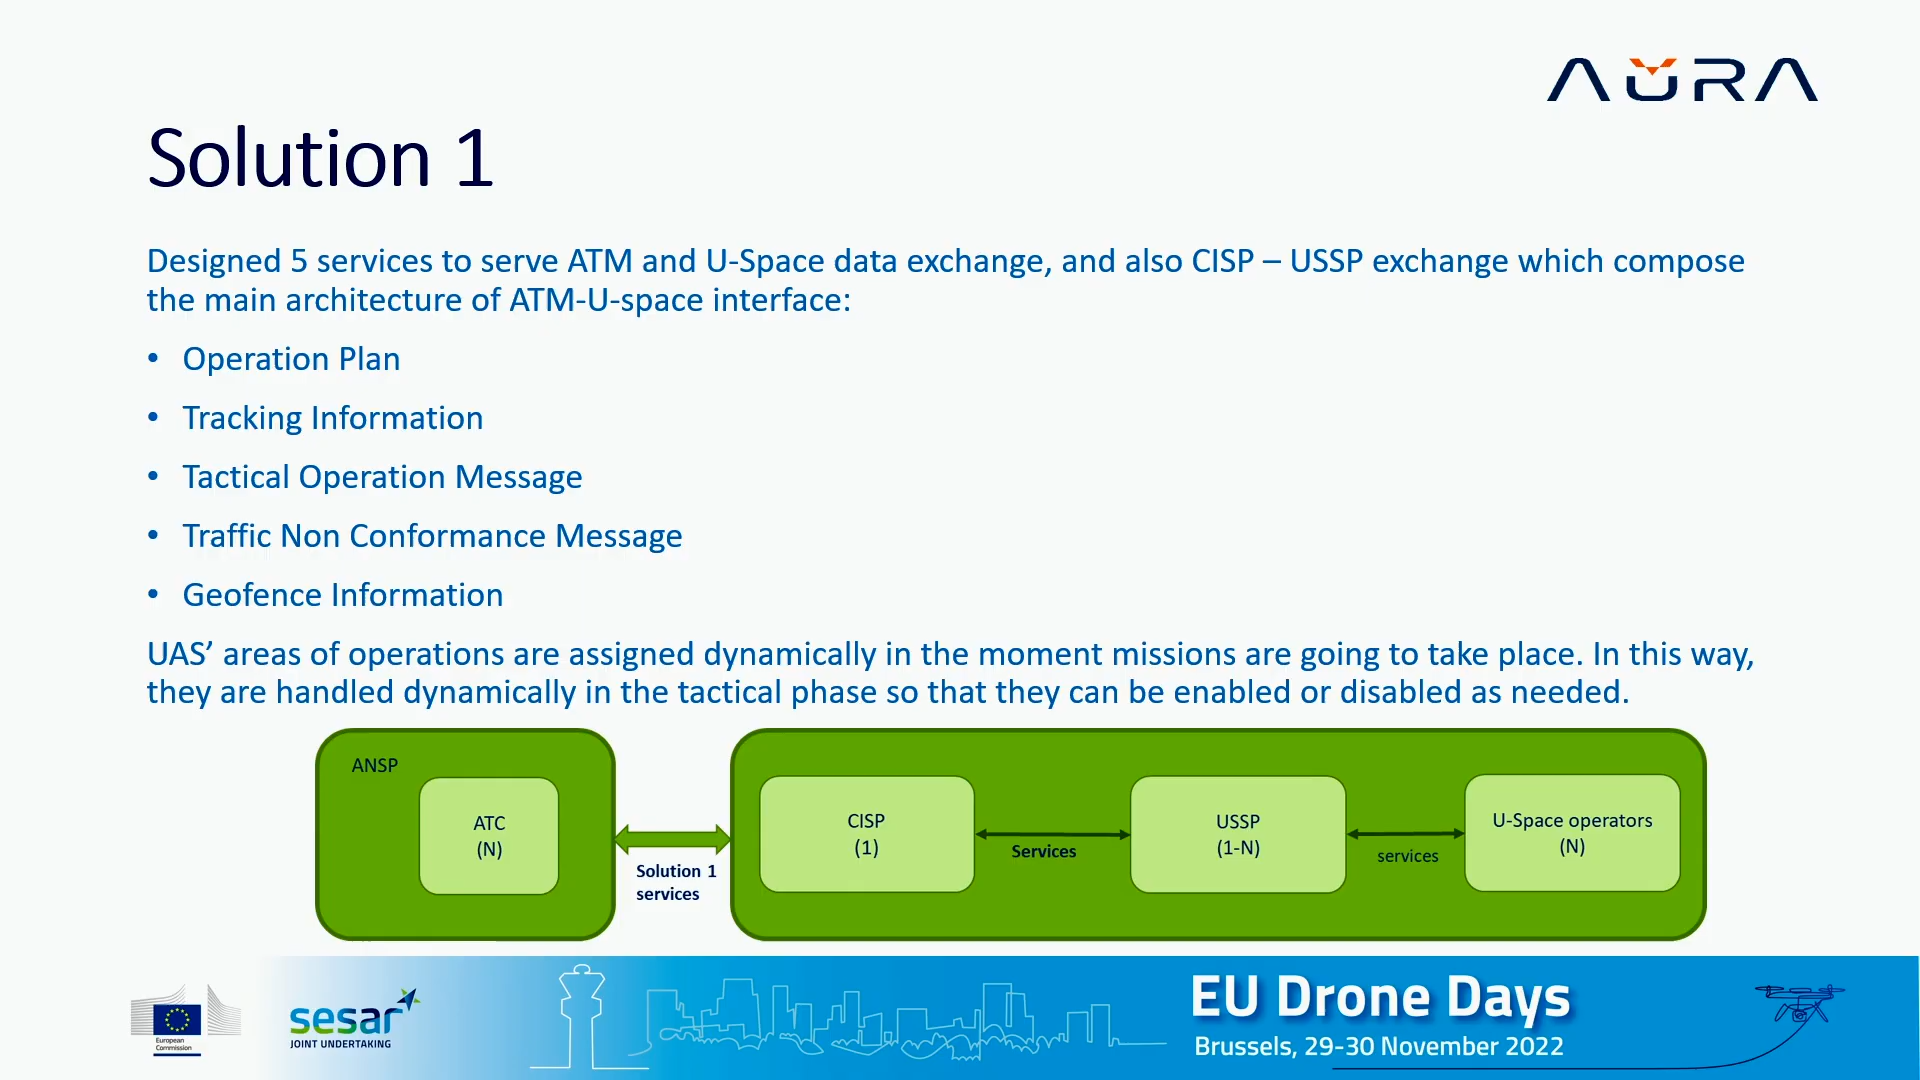 AURA
Solution 1
Designed 5 services to serve ATM and U-Space data exchange, and also CISP – USSP exchange which compose
the main architecture of ATM-U-space interface:
• Operation Plan
• Tracking Information
• Tactical Operation Message
• Traffic Non Conformance Message
• Geofence Information
UAS’ areas of operations are assigned dynamically in the moment missions are going to take place. In this way,
they are handled dynamically in the tactical phase so that they can be enabled or disabled as needed.
ANSP
ATC
(N)
Solution 1
services
CISP
(1)
Services
USSP
(1-N)
services
U-Space operators
(N)
European
Commission
sesar
JOINT UNDERTAKING
EU Drone Days
Brussels, 29-30 November 2022